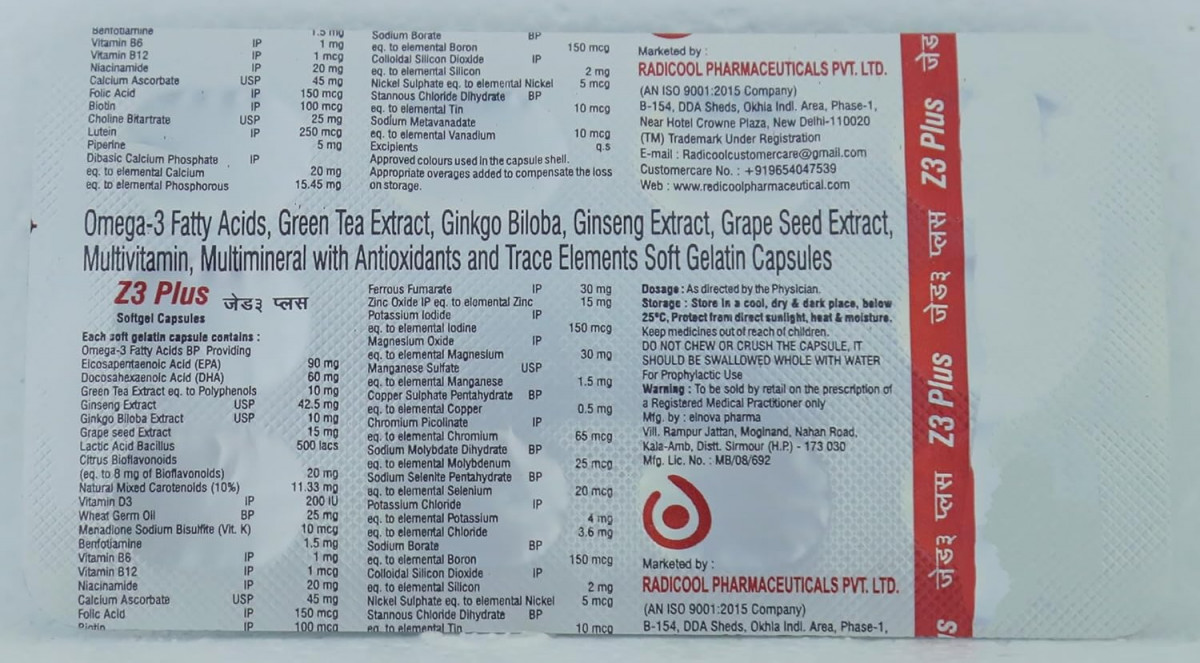 Benfotiamine 1.5 mg
Vitamin B6 IP 1 mg
Vitamin B12 IP 1 mcg
Niacinamide IP 20 mg
Calcium Ascorbate USP 45 mg
Folic Acid IP 150 mcg
Biotin IP 100 mcg
Choline Bitartrate USP 25 mg
Lutein IP 250 mcg
Piperine 5 mg
Dibasic Calcium Phosphate IP
eq. to elemental Calcium 20 mg
eq. to elemental Phosphorous 15.45 mg
Sodium Borate BP
eq. to elemental Boron 150 mcg
Colloidal Silicon Dioxide IP
eq. to elemental Silicon 2 mg
Nickel Sulphate eq. to elemental Nickel 5 mcg
Stannous Chloride Dihydrate BP
eq. to elemental Tin 10 mcg
Sodium Metavanadate
eq. to elemental Vanadium 10 mcg
Excipients q.s
Approved colours used in the capsule shell.
Appropriate overages added to compensate the loss
on storage.
Marketed by :
RADICOOL PHARMACEUTICALS PVT. LTD.
(AN ISO 9001:2015 Company)
B-154, DDA Sheds, Okhla Indl. Area, Phase-1,
Near Hotel Crowne Plaza, New Delhi-110020
(TM) Trademark Under Registration
E-mail : Radicoolcustomercare@gmail.com
Customercare No. : +919654047539
Web : www.redicoolpharmaceutical.com
Omega-3 Fatty Acids, Green Tea Extract, Ginkgo Biloba, Ginseng Extract, Grape Seed Extract,
Multivitamin, Multimineral with Antioxidants and Trace Elements Soft Gelatin Capsules
Z3 Plus जेड३ प्लस
Softgel Capsules
Each soft gelatin capsule contains :
Omega-3 Fatty Acids BP Providing
Eicosapentaenoic Acid (EPA) 90 mg
Docosahexaenoic Acid (DHA) 60 mg
Green Tea Extract eq. to Polyphenols 10 mg
Ginseng Extract USP 42.5 mg
Ginkgo Biloba Extract USP 10 mg
Grape seed Extract 15 mg
Lactic Acid Bacillus 500 lacs
Citrus Bioflavonoids
(eq. to 8 mg of Bioflavonoids) 20 mg
Natural Mixed Carotenoids (10%) 11.33 mg
Vitamin D3 IP 200 IU
Wheat Germ Oil BP 25 mg
Menadione Sodium Bisulfite (Vit. K) 10 mcg
Benfotiamine 1.5 mg
Vitamin B6 IP 1 mg
Vitamin B12 IP 1 mcg
Niacinamide IP 20 mg
Calcium Ascorbate USP 45 mg
Folic Acid IP 150 mcg
Biotin IP 100 mcg
Ferrous Fumarate IP 30 mg
Zinc Oxide IP eq. to elemental Zinc 15 mg
Potassium Iodide IP
eq. to elemental Iodine 150 mcg
Magnesium Oxide IP
eq. to elemental Magnesium 30 mg
Manganese Sulfate USP
eq. to elemental Manganese 1.5 mg
Copper Sulphate Pentahydrate BP
eq. to elemental Copper 0.5 mg
Chromium Picolinate IP
eq. to elemental Chromium 65 mcg
Sodium Molybdate Dihydrate BP
eq. to elemental Molybdenum 25 mcg
Sodium Selenite Pentahydrate BP
eq. to elemental Selenium 20 mcg
Potassium Chloride IP
eq. to elemental Potassium 4 mg
eq. to elemental Chloride 3.6 mg
Sodium Borate BP
eq. to elemental Boron 150 mcg
Colloidal Silicon Dioxide IP
eq. to elemental Silicon 2 mg
Nickel Sulphate eq. to elemental Nickel 5 mcg
Stannous Chloride Dihydrate BP
eq. to elemental Tin 10 mcg
Dosage : As directed by the Physician.
Storage : Store in a cool, dry & dark place, below
25°C, Protect from direct sunlight, heat & moisture.
Keep medicines out of reach of children.
DO NOT CHEW OR CRUSH THE CAPSULE, IT
SHOULD BE SWALLOWED WHOLE WITH WATER
For Prophylactic Use
Warning : To be sold by retail on the prescription of
a Registered Medical Practitioner only
Mfg. by : elnova pharma
Vill. Rampur Jattan, Moginand, Nahan Road,
Kala-Amb, Distt. Sirmour (H.P.) - 173 030
Mfg. Lic. No. : MB/08/692
Marketed by :
RADICOOL PHARMACEUTICALS PVT. LTD.
(AN ISO 9001:2015 Company)
B-154, DDA Sheds, Okhla Indl. Area, Phase-1,
us जेड३ प्लस Z3 Plus जेड३ प्लस Z3 Plus जेड